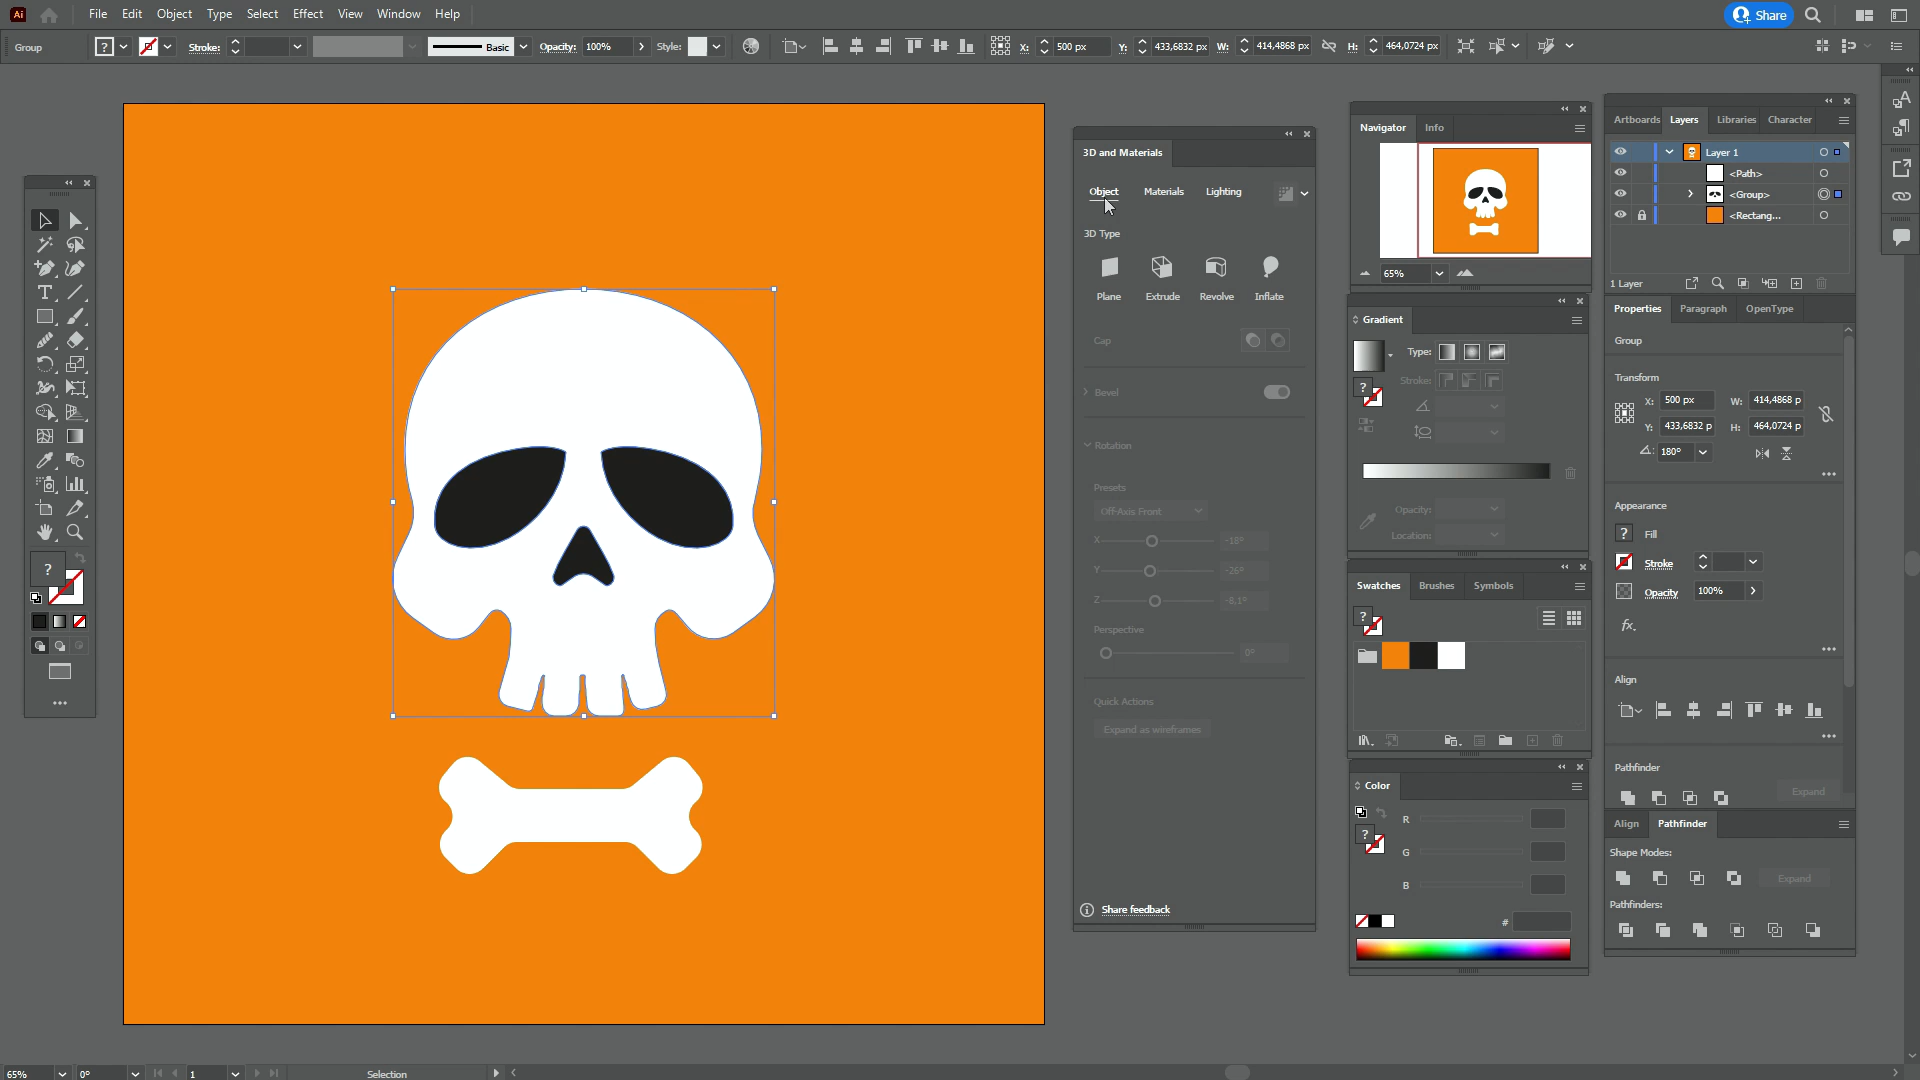 Ai File Edit Object Type Select Effect View Window Help Share
Group ? Stroke: Basic Opacity: 100% Style: X: 500 px Y: 433,6832 px W: 414,4868 px H: 464,0724 px
3D and Materials
Object Materials Lighting
3D Type
Plane Extrude Revolve Inflate
Cap
Bevel
Rotation
Presets
Off-Axis Front
X -18°
Y -26°
Z -8.1°
Perspective
0°
Quick Actions
Expand as wireframes
Share feedback
Navigator Info
65%
Gradient
Type:
Stroke:
?
Opacity:
Location:
Swatches Brushes Symbols
?
Color
?
R
G
B
#
Artboards Layers Libraries Character
Layer 1
<Path>
<Group>
<Rectang...
1 Layer
Properties Paragraph OpenType
Group
Transform
X: 500 px W: 414,4868 p
Y: 433,6832 p H: 464,0724 p
180°
Appearance
? Fill
Stroke
Opacity 100%
fx.
Align
Pathfinder
Expand
Align Pathfinder
Shape Modes:
Expand
Pathfinders:
?
65% 0° 1 Selection